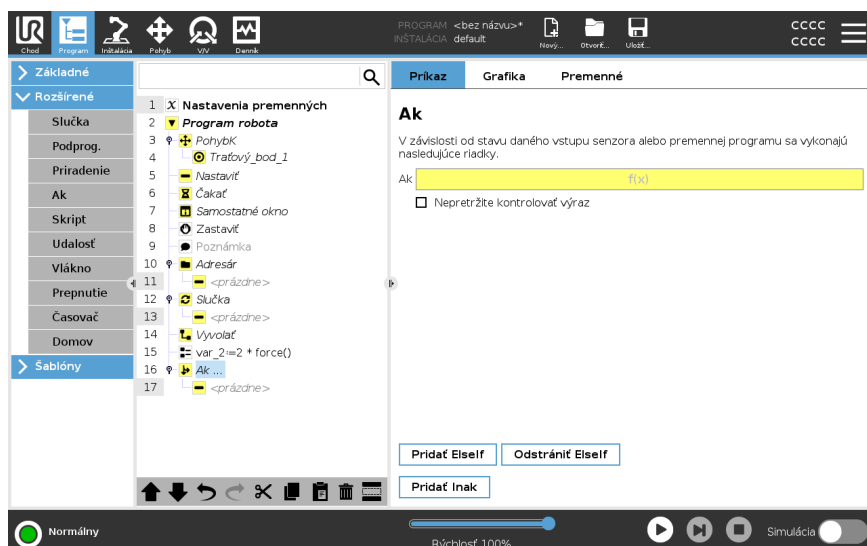 PROGRAM <bez názvu>*
INŠTALÁCIA default
Chod Program Inštalácia Pohyb V/V Denník
Nový... Otvoriť... Uložiť...
CCCC
CCCC
Základné
Rozšírené
Slučka
Podprog.
Priradenie
Ak
Skript
Udalosť
Vlákno
Prepnutie
Časovač
Domov
Šablóny
1 X Nastavenia premenných
2 Program robota
3 PohybK
4 Traťový_bod_1
5 Nastaviť
6 Čakať
7 Samostatné okno
8 Zastaviť
9 Poznámka
10 Adresár
11 <prázdne>
12 Slučka
13 <prázdne>
14 Vyvolať
15 var_2≔2 * force()
16 Ak ...
17 <prázdne>
Príkaz Grafika Premenné
Ak
V závislosti od stavu daného vstupu senzora alebo premennej programu sa vykonajú
nasledujúce riadky.
Ak f(x)
Nepretržite kontrolovať výraz
Pridať ElseIf Odstrániť ElseIf
Pridať Inak
Normálny
Rýchlosť 100%
Simulácia